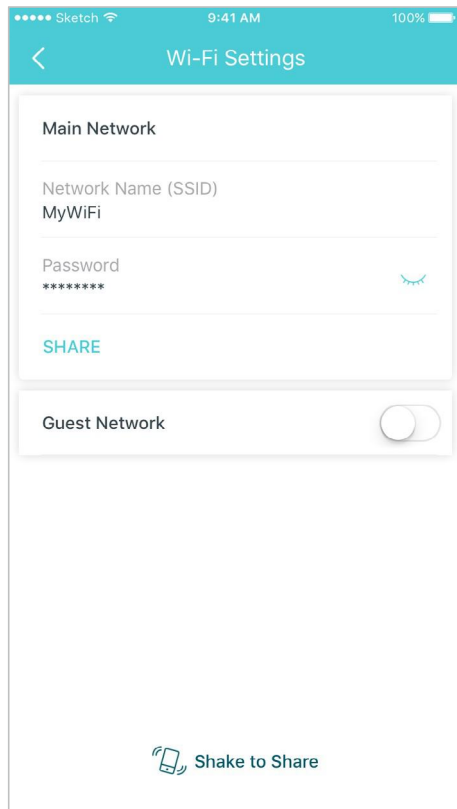 Sketch 9:41 AM 100%
Wi-Fi Settings
Main Network
Network Name (SSID)
MyWiFi
Password
********
SHARE
Guest Network
Shake to Share